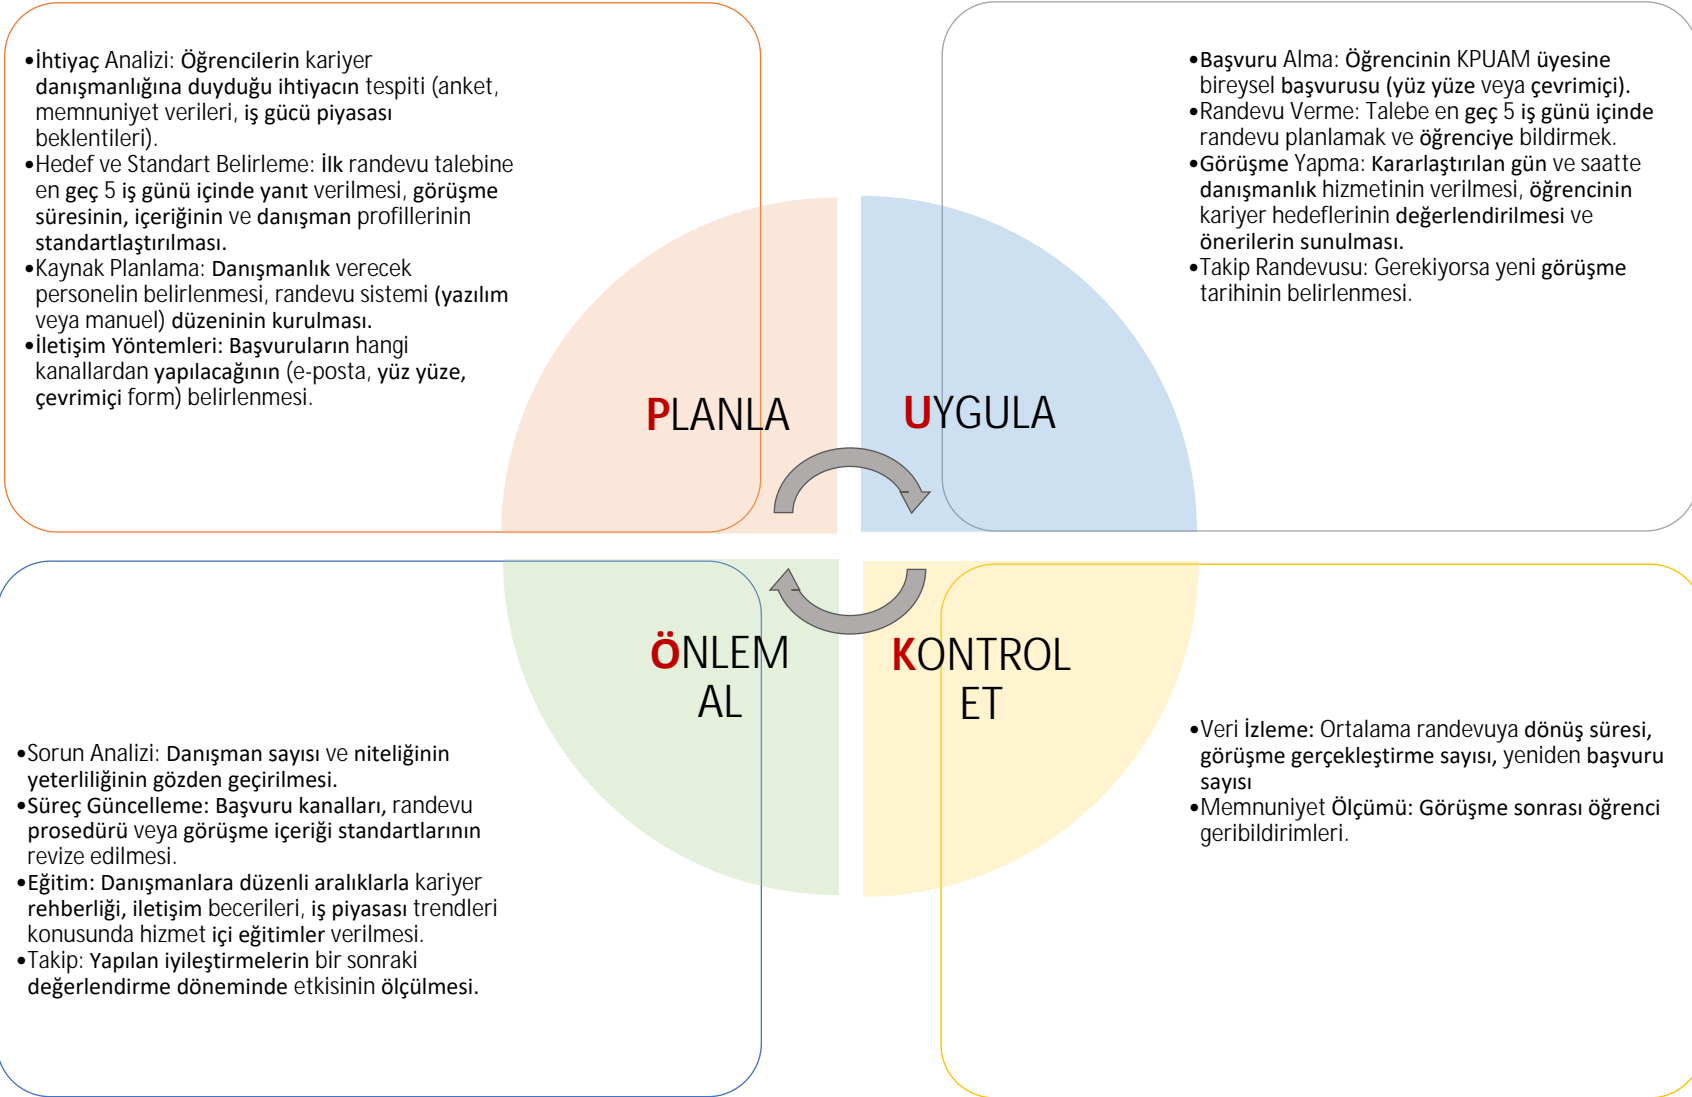 •İhtiyaç Analizi: Öğrencilerin kariyer
danışmanlığına duyduğu ihtiyacın tespiti (anket,
memnuniyet verileri, iş gücü piyasası
beklentileri).
•Hedef ve Standart Belirleme: İlk randevu talebine
en geç 5 iş günü içinde yanıt verilmesi, görüşme
süresinin, içeriğinin ve danışman profillerinin
standartlaştırılması.
•Kaynak Planlama: Danışmanlık verecek
personelin belirlenmesi, randevu sistemi (yazılım
veya manuel) düzeninin kurulması.
•İletişim Yöntemleri: Başvuruların hangi
kanallardan yapılacağının (e-posta, yüz yüze,
çevrimiçi form) belirlenmesi.
PLANLA
•Başvuru Alma: Öğrencinin KPUAM üyesine
bireysel başvurusu (yüz yüze veya çevrimiçi).
•Randevu Verme: Talebe en geç 5 iş günü içinde
randevu planlamak ve öğrenciye bildirmek.
•Görüşme Yapma: Kararlaştırılan gün ve saatte
danışmanlık hizmetinin verilmesi, öğrencinin
kariyer hedeflerinin değerlendirilmesi ve
önerilerin sunulması.
•Takip Randevusu: Gerekiyorsa yeni görüşme
tarihinin belirlenmesi.
UYGULA
ÖNLEM
AL
•Sorun Analizi: Danışman sayısı ve niteliğinin
yeterliliğinin gözden geçirilmesi.
•Süreç Güncelleme: Başvuru kanalları, randevu
prosedürü veya görüşme içeriği standartlarının
revize edilmesi.
•Eğitim: Danışmanlara düzenli aralıklarla kariyer
rehberliği, iletişim becerileri, iş piyasası trendleri
konusunda hizmet içi eğitimler verilmesi.
•Takip: Yapılan iyileştirmelerin bir sonraki
değerlendirme döneminde etkisinin ölçülmesi.
KONTROL
ET
•Veri İzleme: Ortalama randevuya dönüş süresi,
görüşme gerçekleştirme sayısı, yeniden başvuru
sayısı
•Memnuniyet Ölçümü: Görüşme sonrası öğrenci
geribildirimleri.